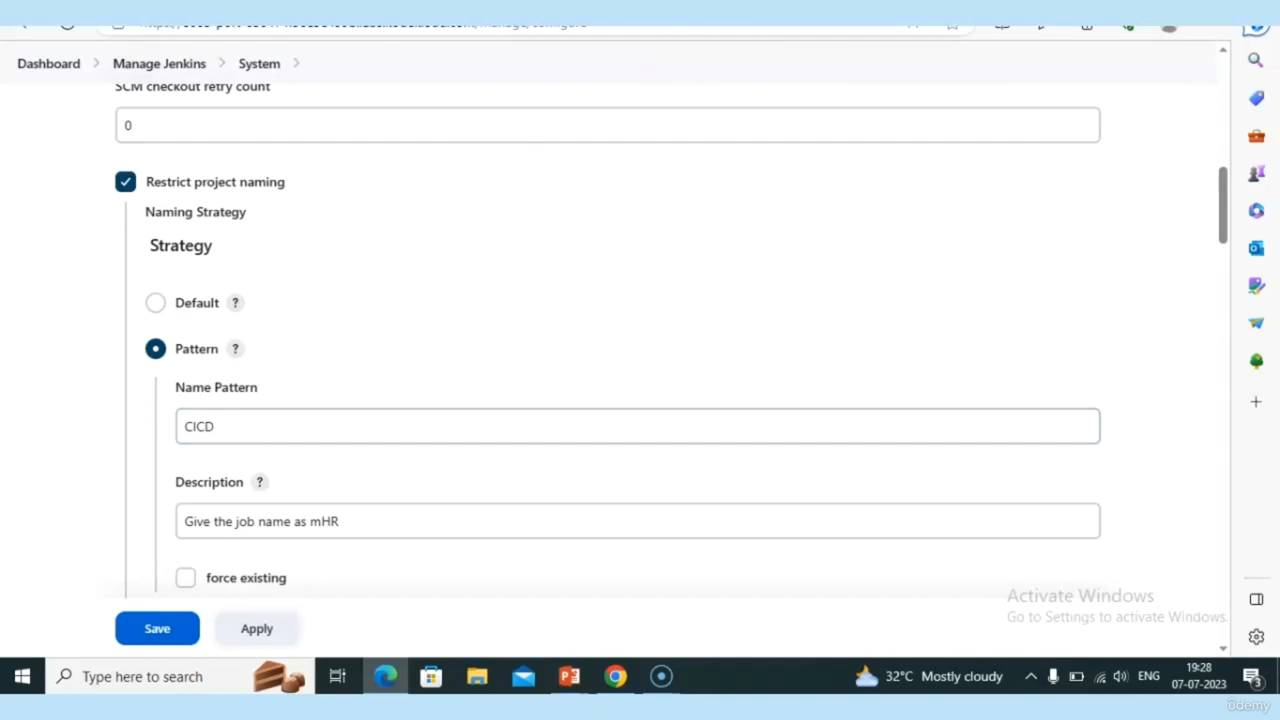 Dashboard > Manage Jenkins > System >
SCM checkout retry count
0
Restrict project naming
Naming Strategy
Strategy
Default ?
Pattern ?
Name Pattern
CICD
Description ?
Give the job name as mHR
force existing
Activate Windows
Go to Settings to activate Windows.
Save Apply
Type here to search
32°C Mostly cloudy
ENG
19:28
07-07-2023
3
ûdemy